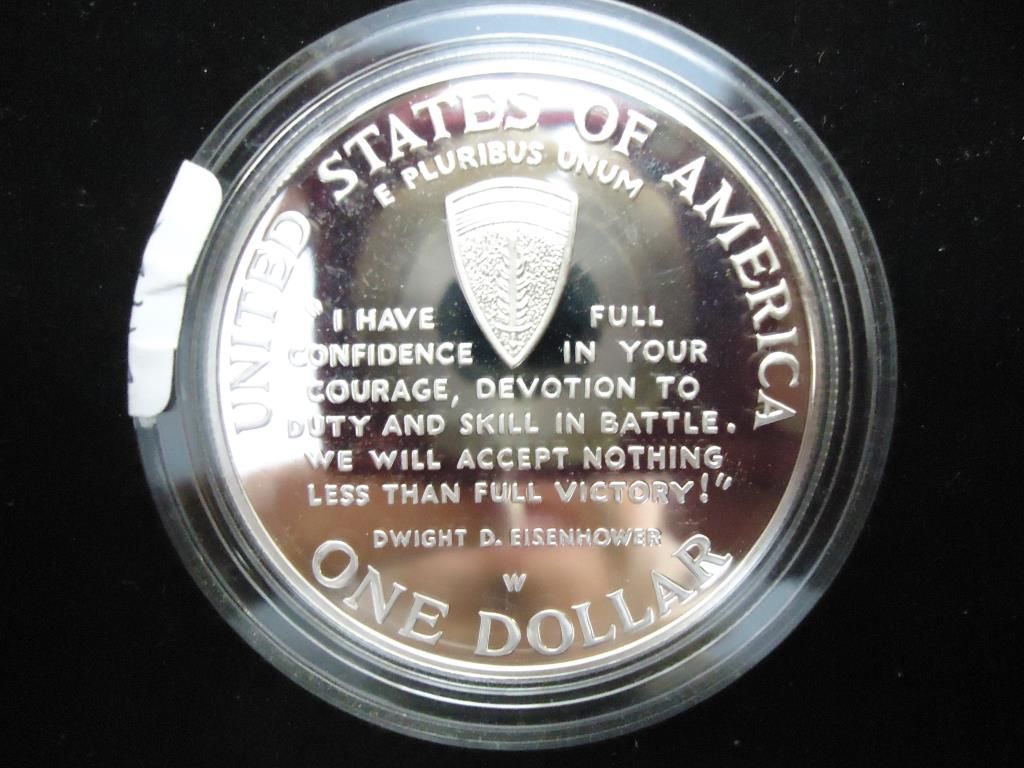 UNITED STATES OF AMERICA
E PLURIBUS UNUM
"I HAVE FULL
CONFIDENCE IN YOUR
COURAGE, DEVOTION TO
DUTY AND SKILL IN BATTLE.
WE WILL ACCEPT NOTHING
LESS THAN FULL VICTORY!"
DWIGHT D. EISENHOWER
W
ONE DOLLAR